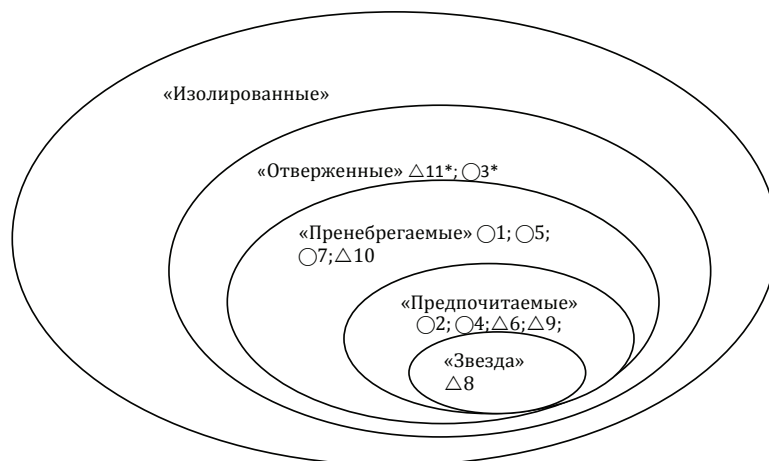 «Изолированные»
«Отверженные» △11*; ◯3*
«Пренебрегаемые» ◯1; ◯5;
◯7;△10
«Предпочитаемые»
◯2; ◯4;△6;△9;
«Звезда»
△8